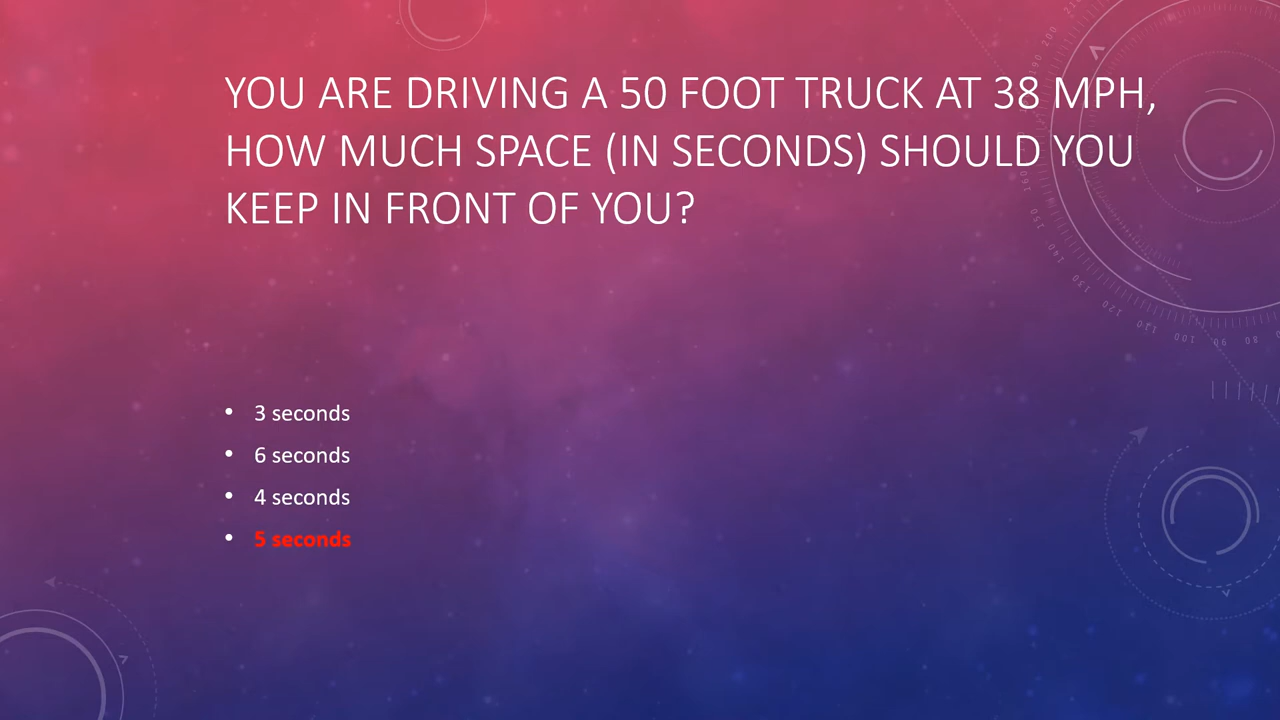 YOU ARE DRIVING A 50 FOOT TRUCK AT 38 MPH,
HOW MUCH SPACE (IN SECONDS) SHOULD YOU
KEEP IN FRONT OF YOU?
• 3 seconds
• 6 seconds
• 4 seconds
• 5 seconds